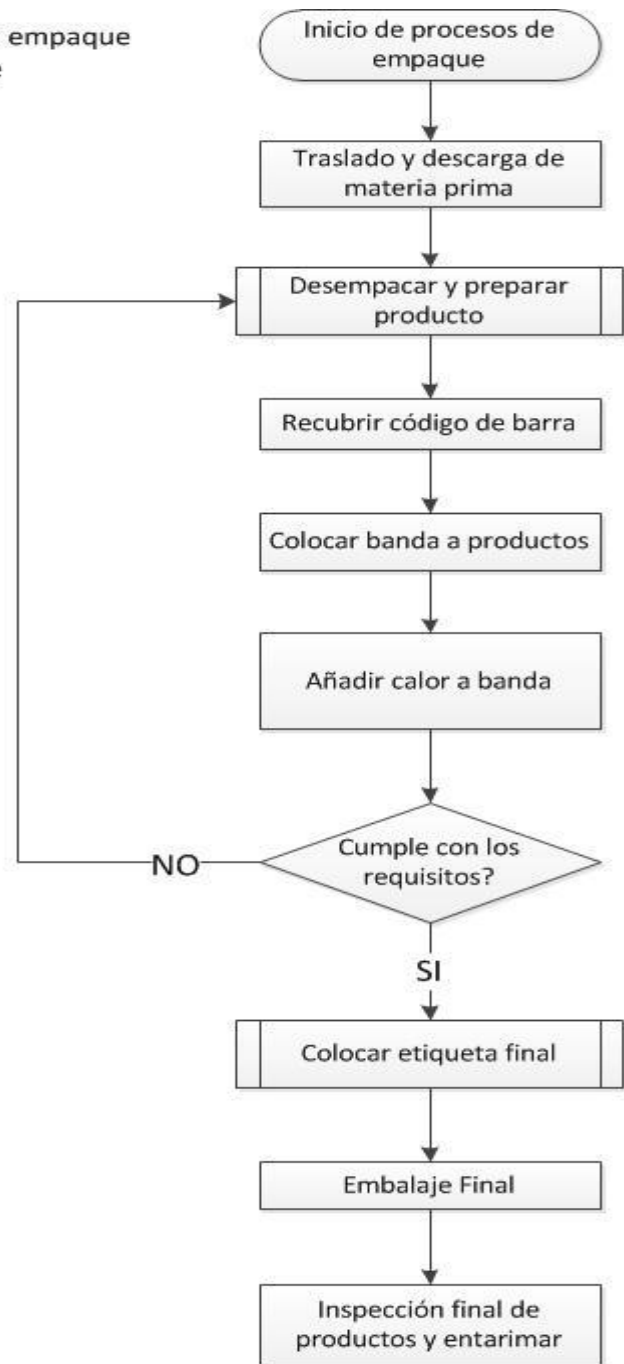 empaque
Inicio de procesos de
empaque
Traslado y descarga de
materia prima
Desempacar y preparar
producto
Recubrir código de barra
Colocar banda a productos
Añadir calor a banda
Cumple con los
requisitos?
NO
SI
Colocar etiqueta final
Embalaje Final
Inspección final de
productos y entarimar